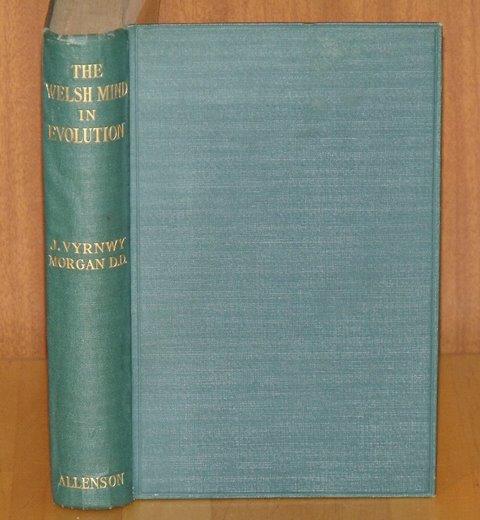 THE
WELSH MIND
IN
EVOLUTION
J. VYRNWY
MORGAN D.D.
ALLENSON